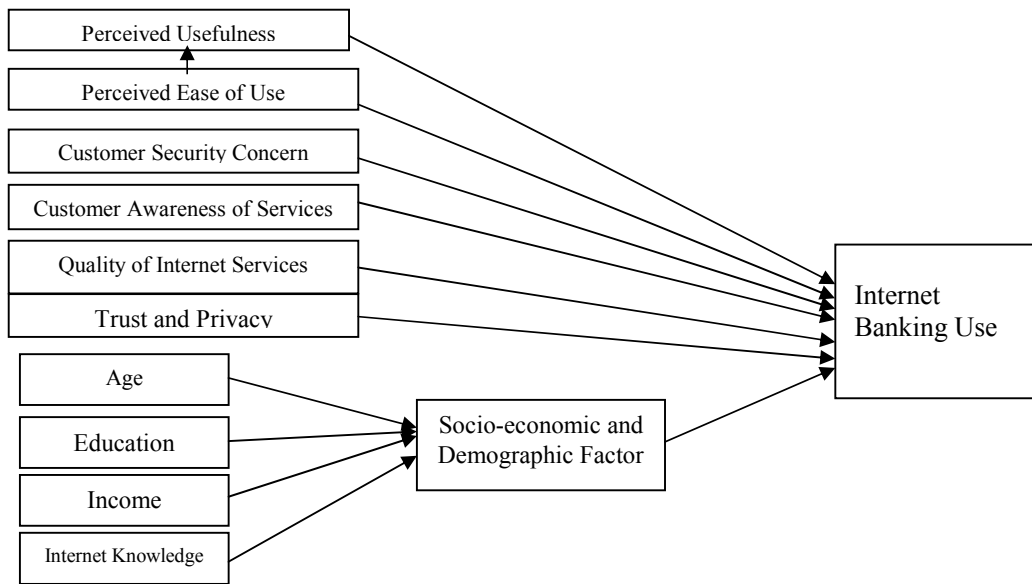 Perceived Usefulness
Perceived Ease of Use
Customer Security Concern
Customer Awareness of Services
Quality of Internet Services
Trust and Privacy
Internet
Banking Use
Age
Education
Income
Internet Knowledge
Socio-economic and
Demographic Factor